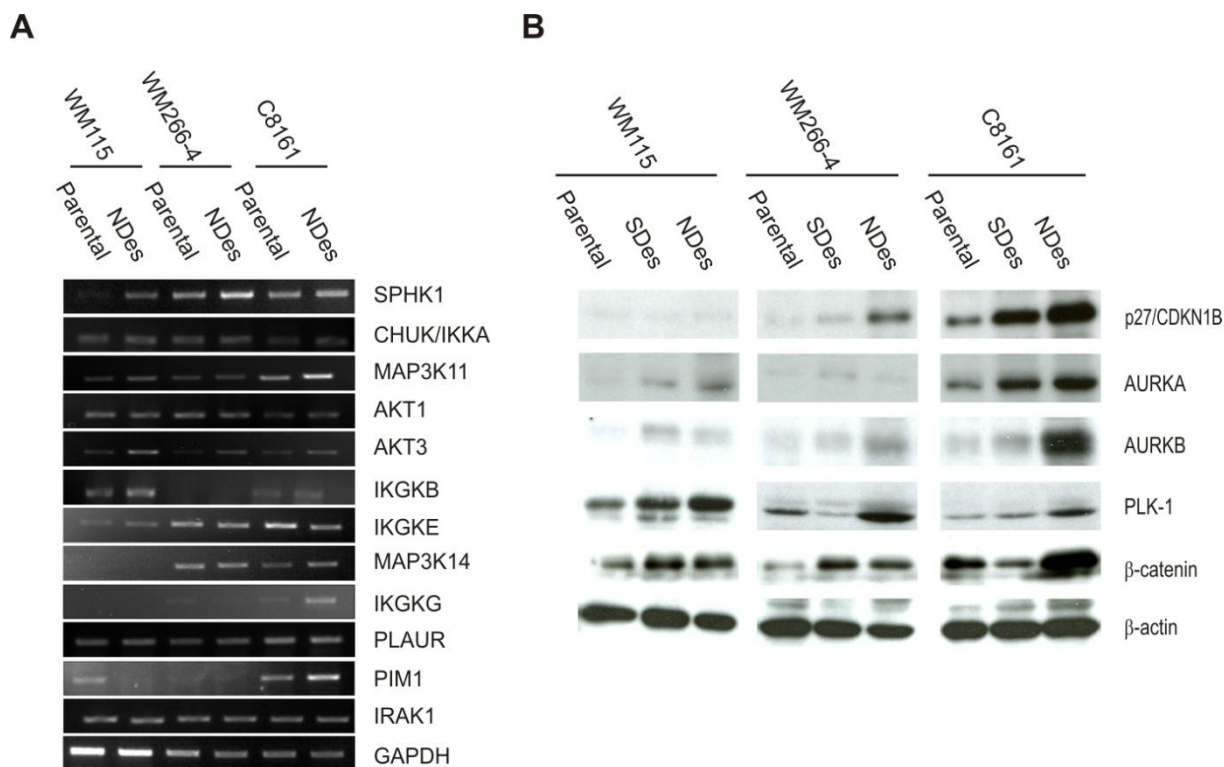 A
WM115
WM266-4
C8161
Parental
NDes
Parental
NDes
Parental
NDes
SPHK1
CHUK/IKKA
MAP3K11
AKT1
AKT3
IKGKB
IKGKE
MAP3K14
IKGKG
PLAUR
PIM1
IRAK1
GAPDH
B
WM115
WM266-4
C8161
Parental
SDes
NDes
Parental
SDes
NDes
Parental
SDes
NDes
p27/CDKN1B
AURKA
AURKB
PLK-1
β-catenin
β-actin